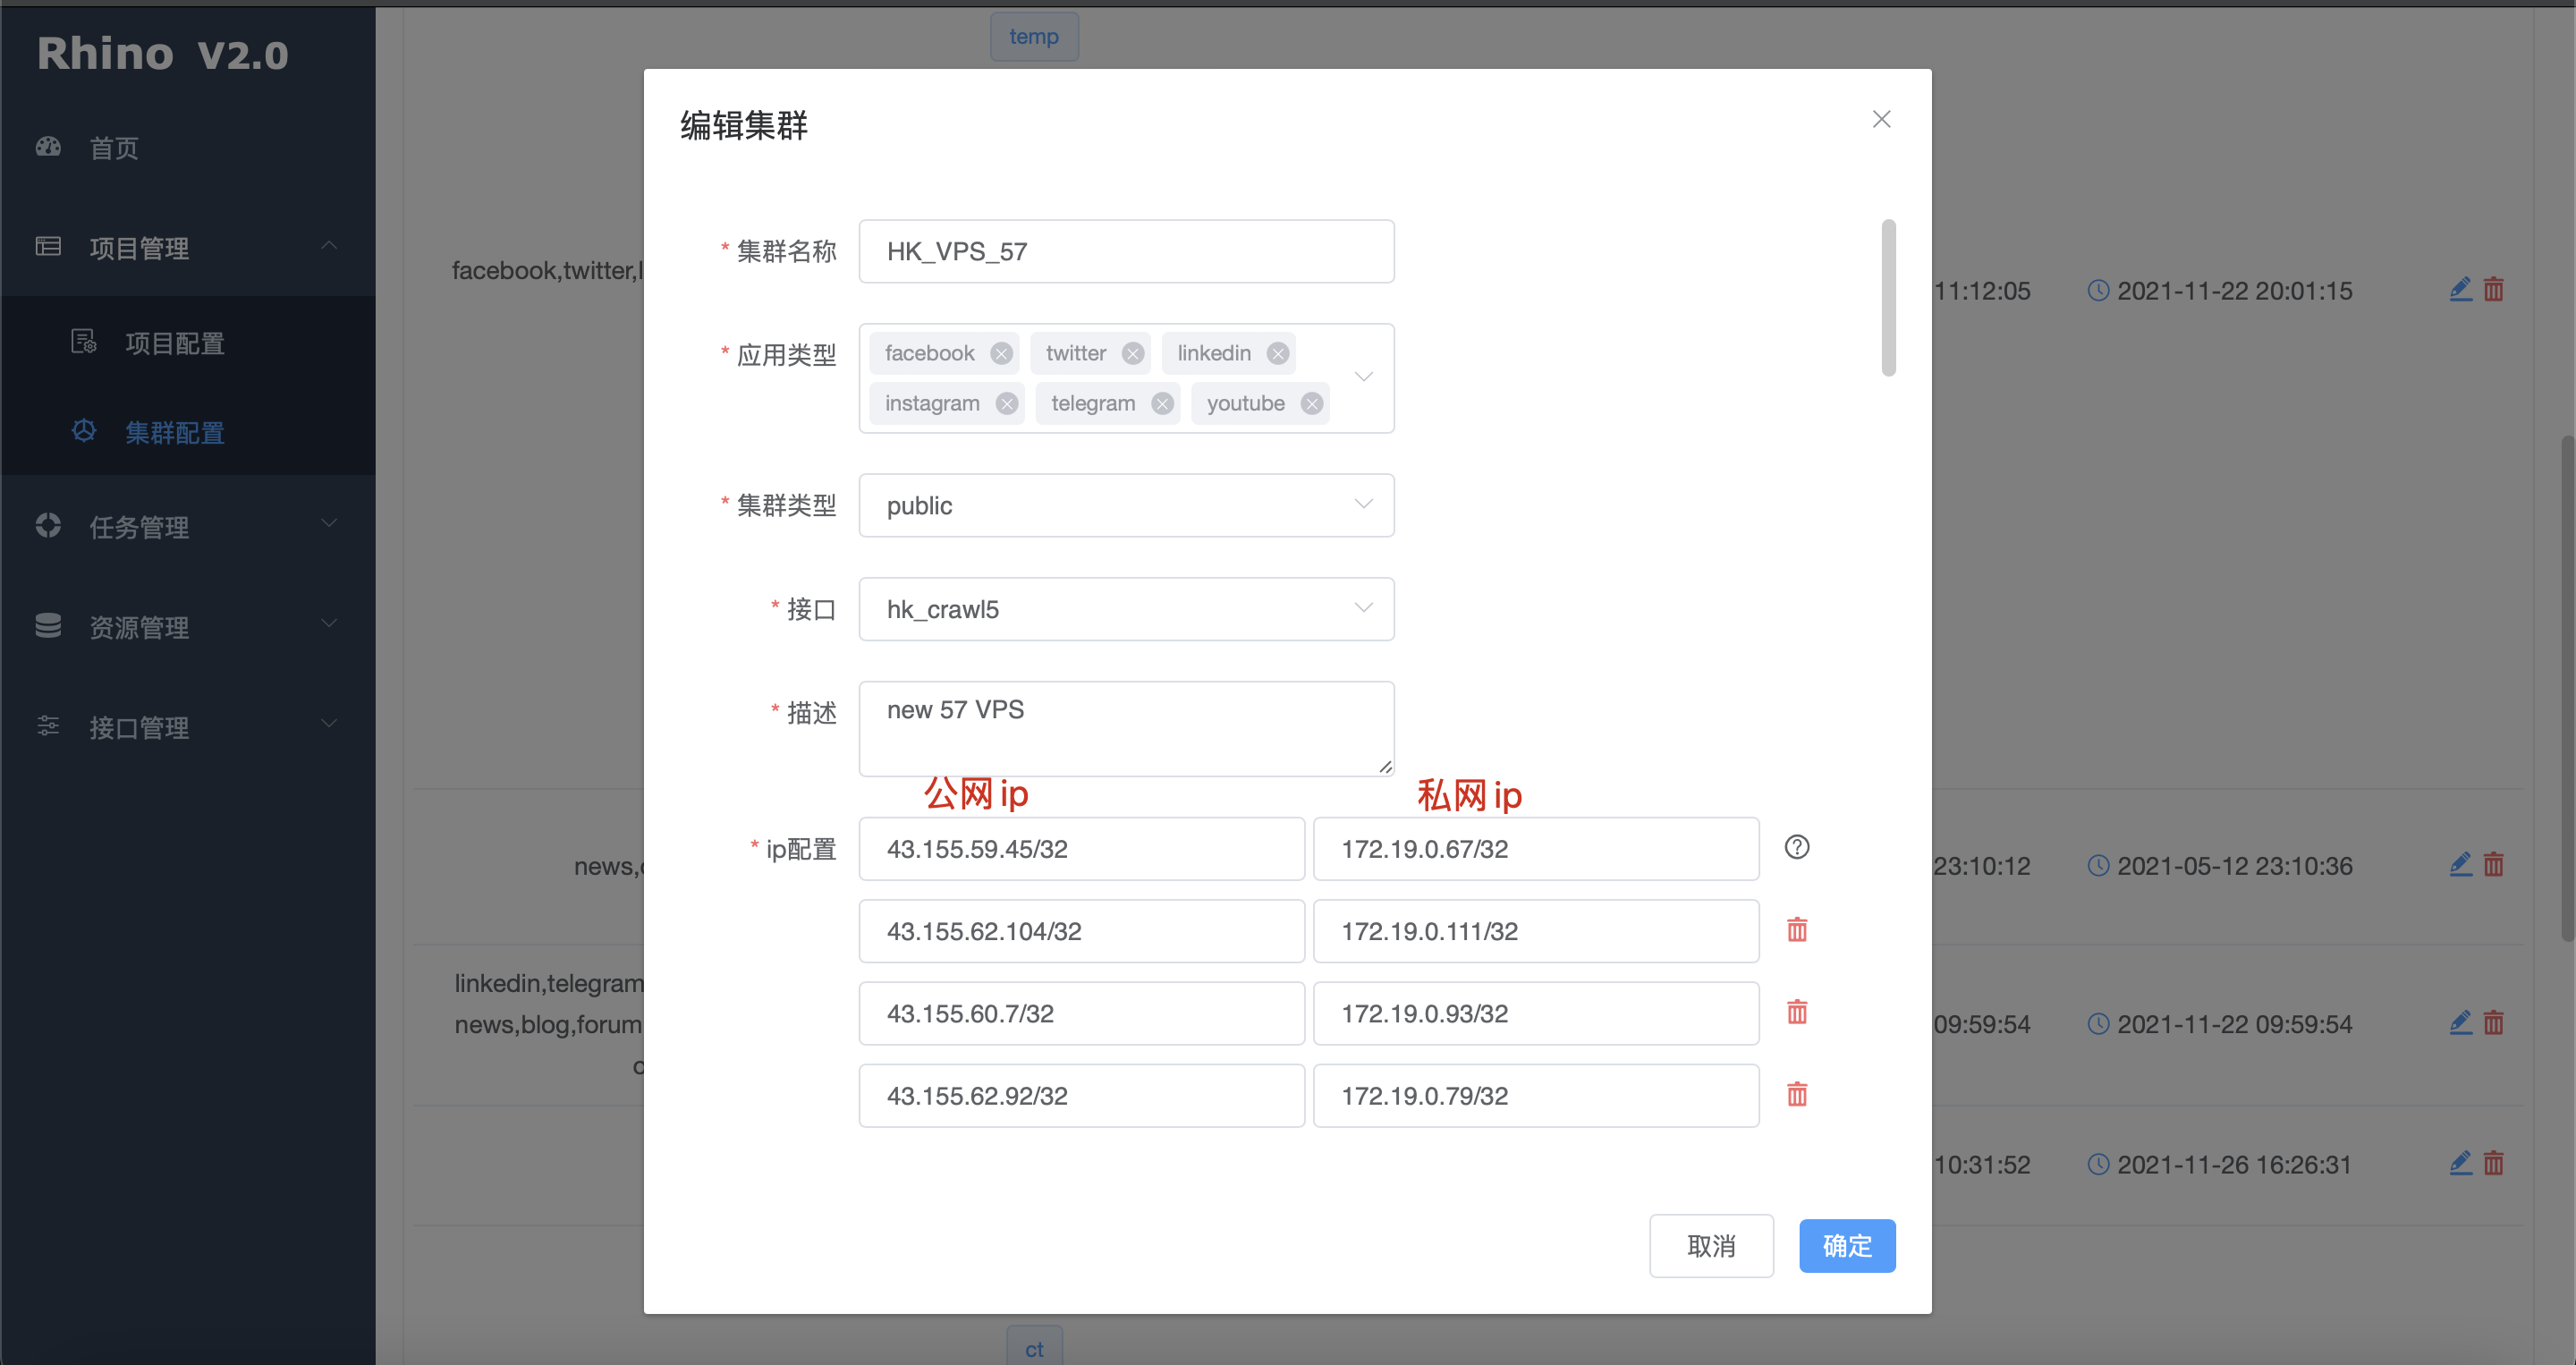 Rhino V2.0
首页
项目管理
项目配置
集群配置
任务管理
资源管理
接口管理
temp
facebook,twitter,l
11:12:05
2021-11-22 20:01:15
news,
23:10:12
2021-05-12 23:10:36
linkedin,telegram
news,blog,forum
09:59:54
2021-11-22 09:59:54
10:31:52
2021-11-26 16:26:31
ct
编辑集群
* 集群名称
HK_VPS_57
* 应用类型
facebook twitter linkedin
instagram telegram youtube
* 集群类型
public
* 接口
hk_crawl5
* 描述
new 57 VPS
公网ip 私网ip
* ip配置
43.155.59.45/32 172.19.0.67/32
43.155.62.104/32 172.19.0.111/32
43.155.60.7/32 172.19.0.93/32
43.155.62.92/32 172.19.0.79/32
取消 确定